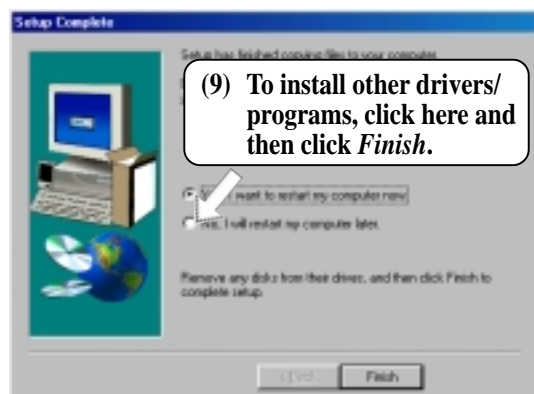 Setup Complete
Setup has finished copying files to your computer.
(9) To install other drivers/
programs, click here and
then click Finish.
I want to restart my computer now.
No, I will restart my computer later.
Remove any disks from their drives, and then click Finish to
complete setup.
< Back
Finish